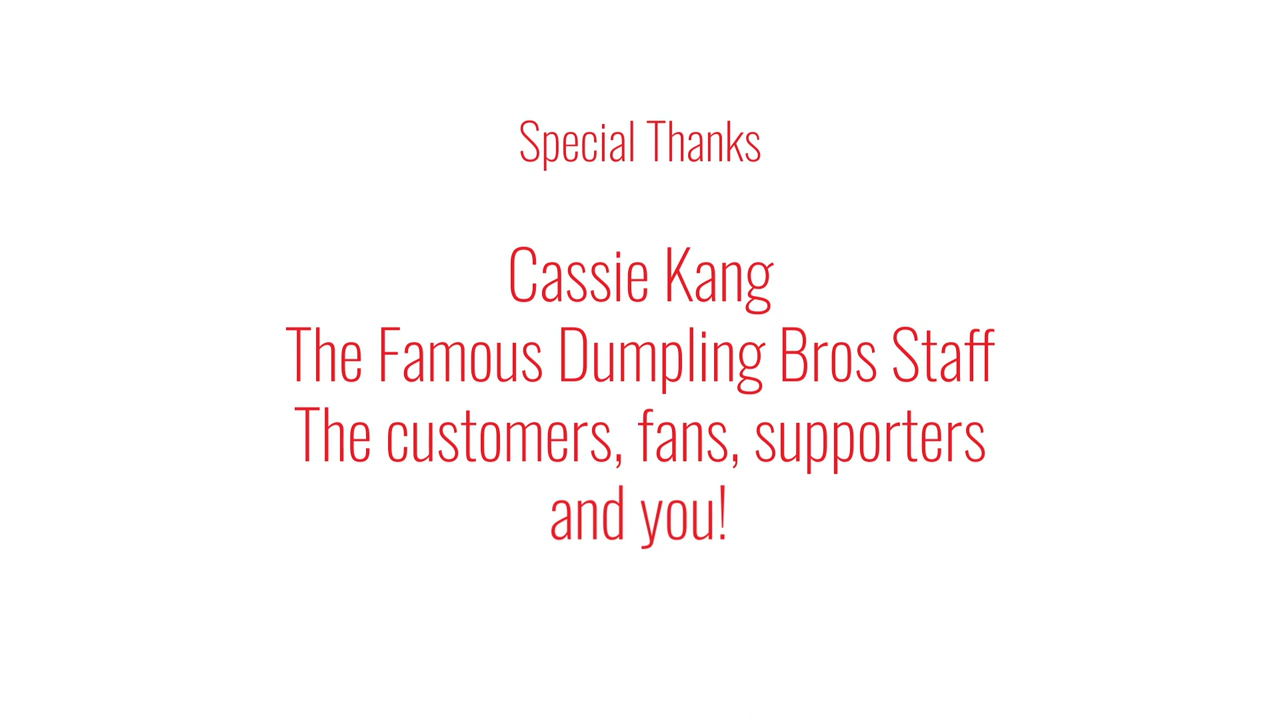 Special Thanks
Cassie Kang
The Famous Dumpling Bros Staff
The customers, fans, supporters
and you!